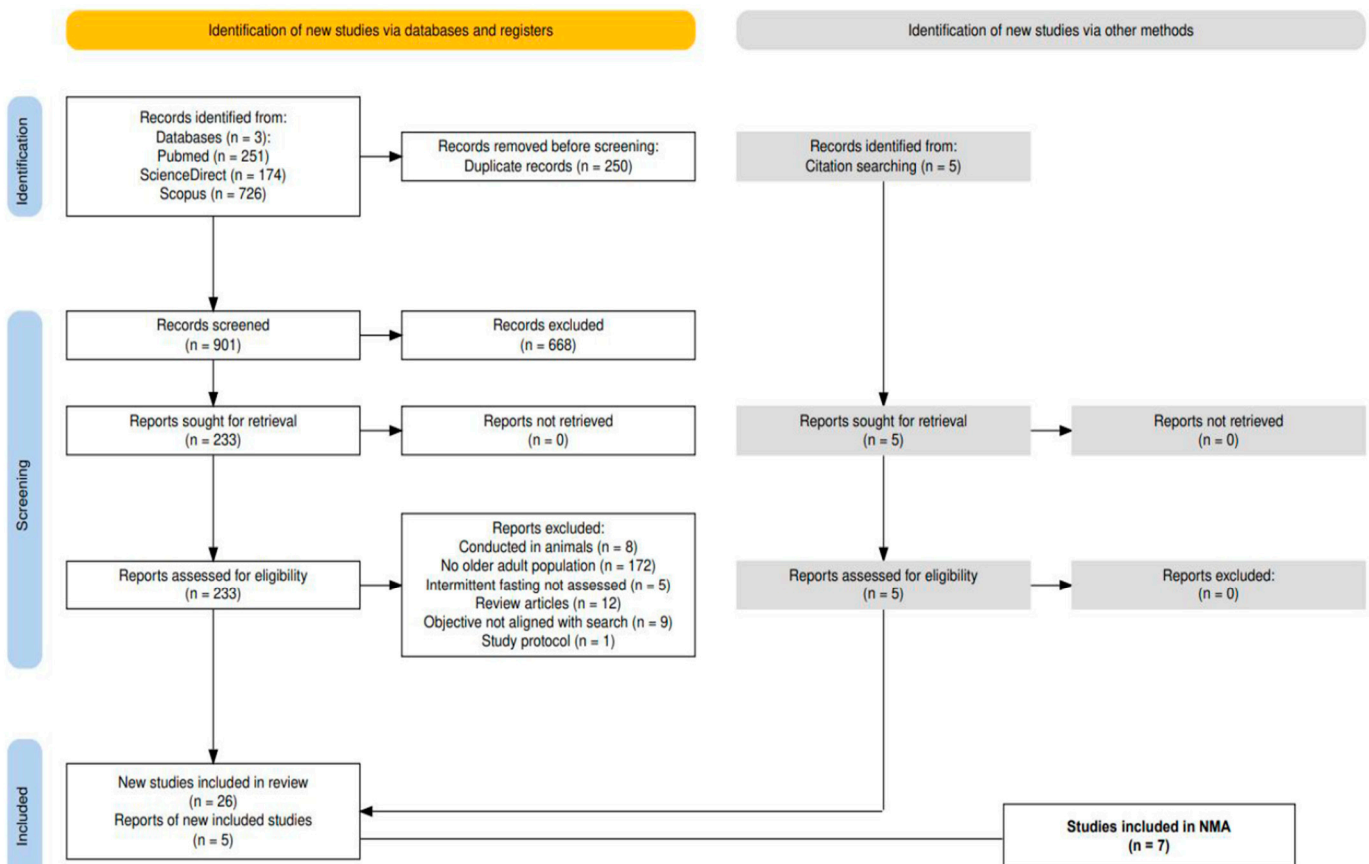 Identification of new studies via databases and registers
Identification of new studies via other methods
Identification
Records identified from:
Databases (n = 3):
Pubmed (n = 251)
ScienceDirect (n = 174)
Scopus (n = 726)
Records removed before screening:
Duplicate records (n = 250)
Records identified from:
Citation searching (n = 5)
Screening
Records screened
(n = 901)
Records excluded
(n = 668)
Reports sought for retrieval
(n = 233)
Reports not retrieved
(n = 0)
Reports sought for retrieval
(n = 5)
Reports not retrieved
(n = 0)
Reports assessed for eligibility
(n = 233)
Reports excluded:
Conducted in animals (n = 8)
No older adult population (n = 172)
Intermittent fasting not assessed (n = 5)
Review articles (n = 12)
Objective not aligned with search (n = 9)
Study protocol (n = 1)
Reports assessed for eligibility
(n = 5)
Reports excluded:
(n = 0)
Included
New studies included in review
(n = 26)
Reports of new included studies
(n = 5)
Studies included in NMA
(n = 7)